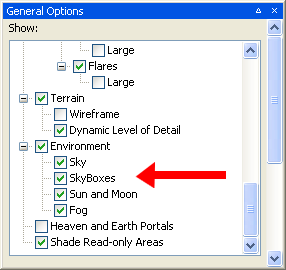 General Options
Show:
Large
Flares
Large
Terrain
Wireframe
Dynamic Level of Detail
Environment
Sky
SkyBoxes
Sun and Moon
Fog
Heaven and Earth Portals
Shade Read-only Areas